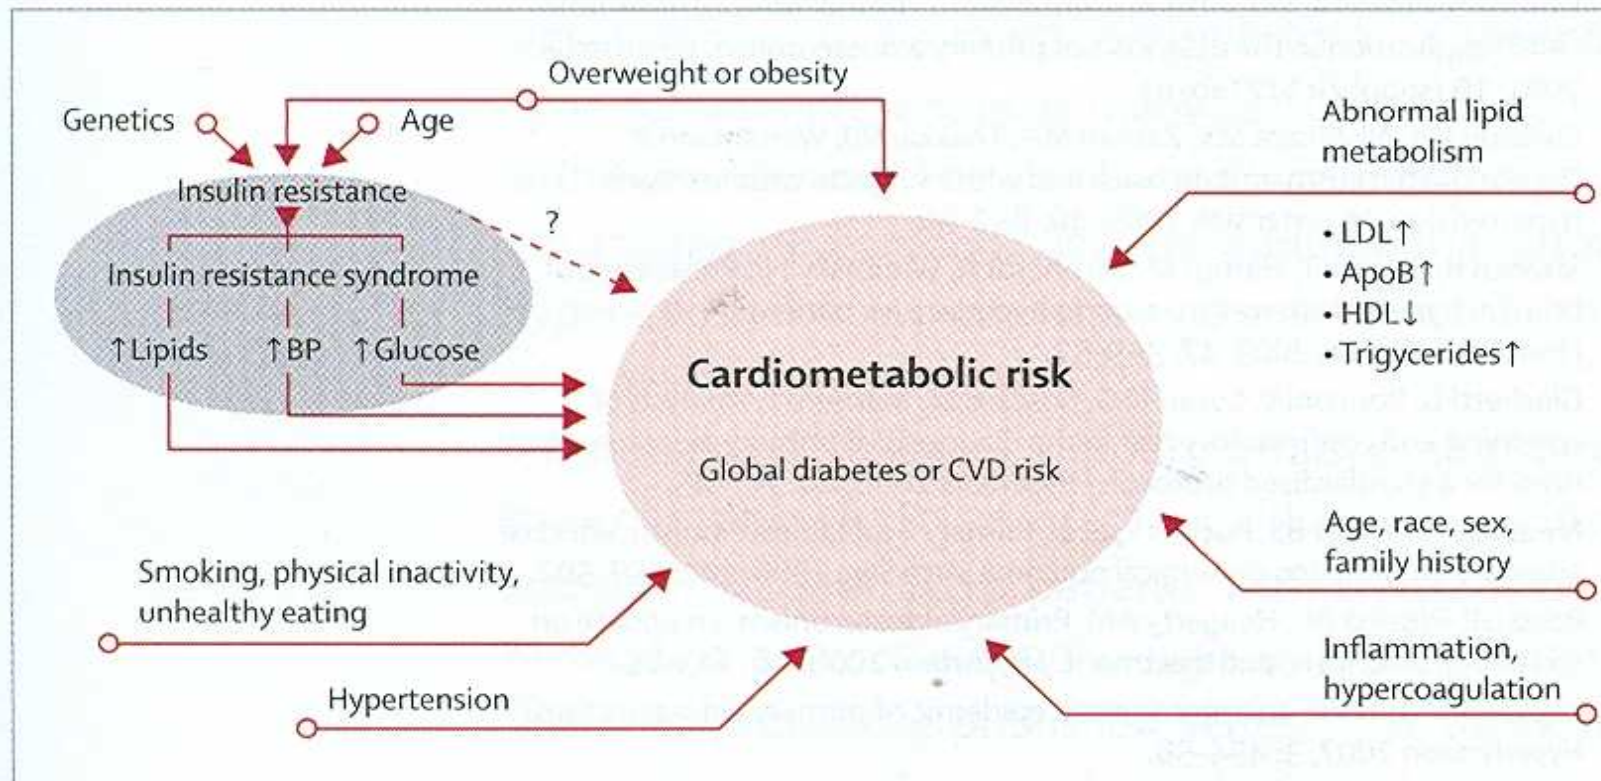 Overweight or obesity
Genetics
Age
Insulin resistance
?
Insulin resistance syndrome
↑Lipids
↑BP
↑Glucose
Abnormal lipid
metabolism
• LDL↑
• ApoB↑
• HDL↓
• Trigycerides↑
Cardiometabolic risk
Global diabetes or CVD risk
Smoking, physical inactivity,
unhealthy eating
Hypertension
Age, race, sex,
family history
Inflammation,
hypercoagulation